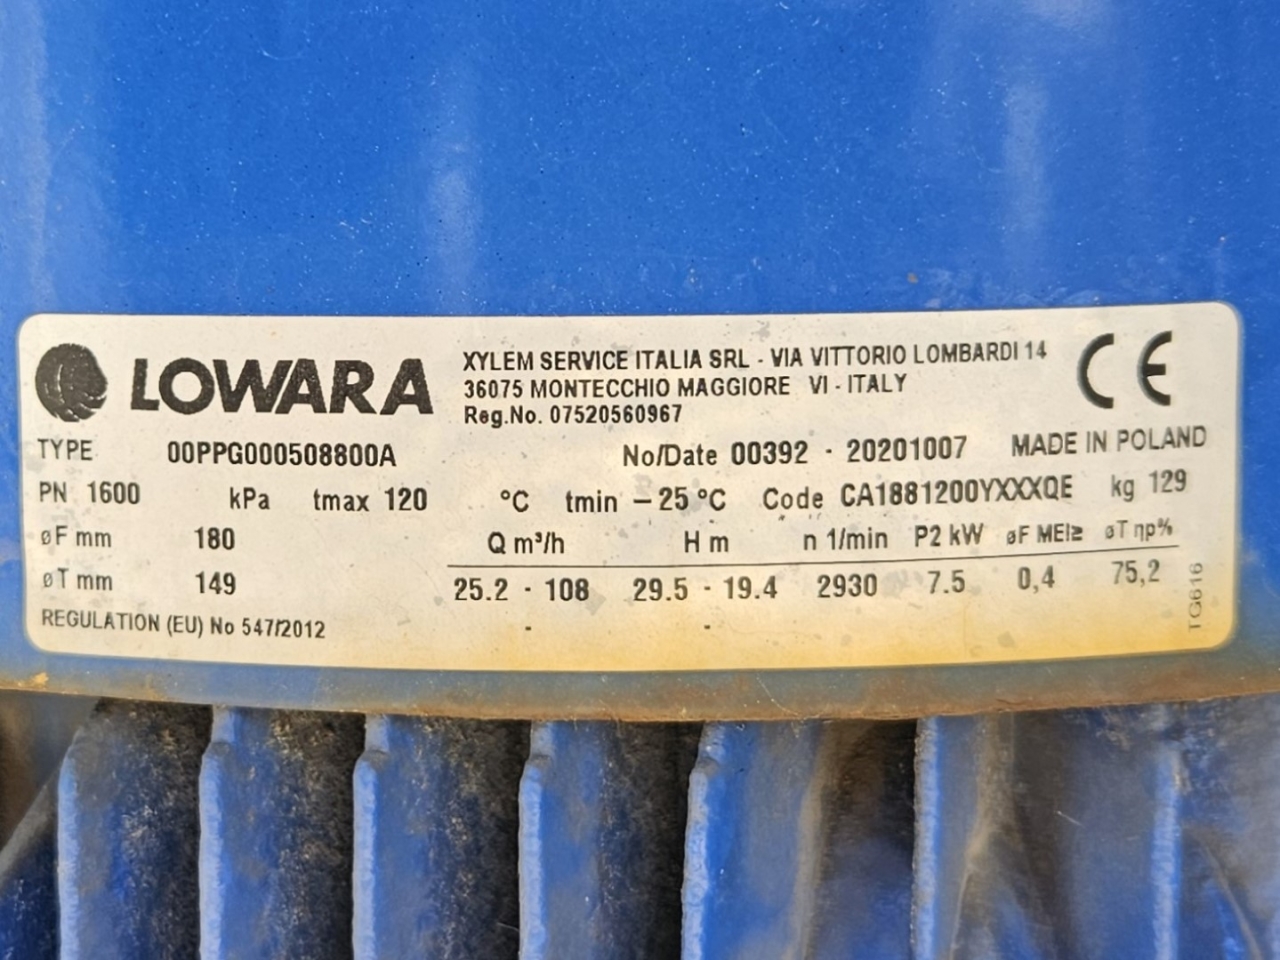 LOWARA
XYLEM SERVICE ITALIA SRL - VIA VITTORIO LOMBARDI 14
36075 MONTECCHIO MAGGIORE VI - ITALY
Reg.No. 07520560967
CE
TYPE 00PPG000508800A No/Date 00392 - 20201007 MADE IN POLAND
PN 1600 kPa tmax 120 °C tmin -25 °C Code CA1881200YXXXQE kg 129
øF mm 180 Q m³/h H m n 1/min P2 kW øF MEI≥ øT ηp%
øT mm 149 25.2 - 108 29.5 - 19.4 2930 7.5 0,4 75,2
REGULATION (EU) No 547/2012 - -
TG616